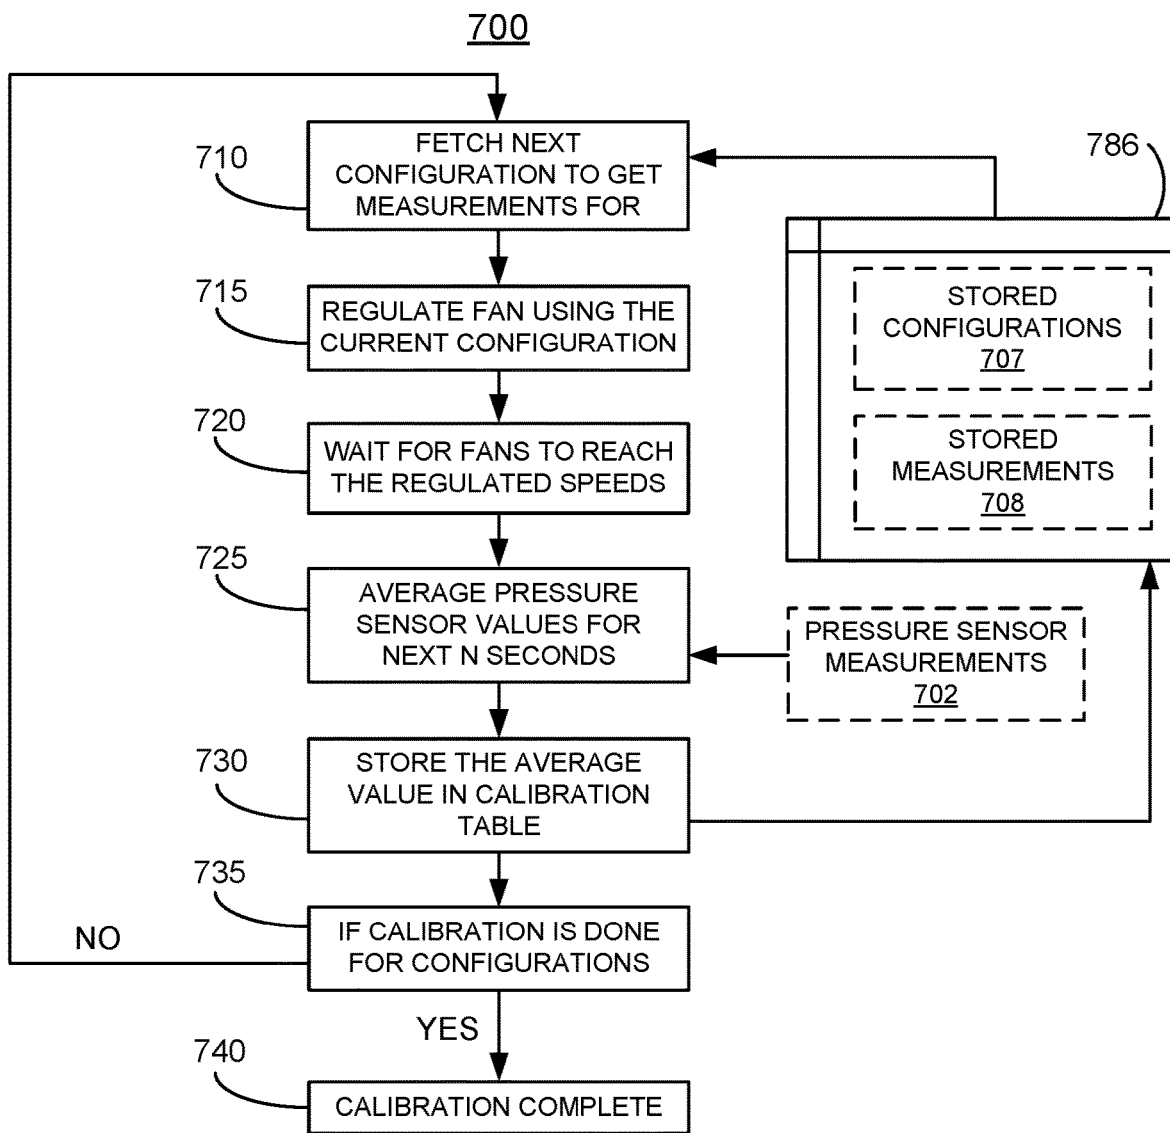 700
710
FETCH NEXT
CONFIGURATION TO GET
MEASUREMENTS FOR
786
715
REGULATE FAN USING THE
CURRENT CONFIGURATION
STORED
CONFIGURATIONS
707
720
WAIT FOR FANS TO REACH
THE REGULATED SPEEDS
STORED
MEASUREMENTS
708
725
AVERAGE PRESSURE
SENSOR VALUES FOR
NEXT N SECONDS
PRESSURE SENSOR
MEASUREMENTS
702
730
STORE THE AVERAGE
VALUE IN CALIBRATION
TABLE
735
IF CALIBRATION IS DONE
FOR CONFIGURATIONS
NO
YES
740
CALIBRATION COMPLETE